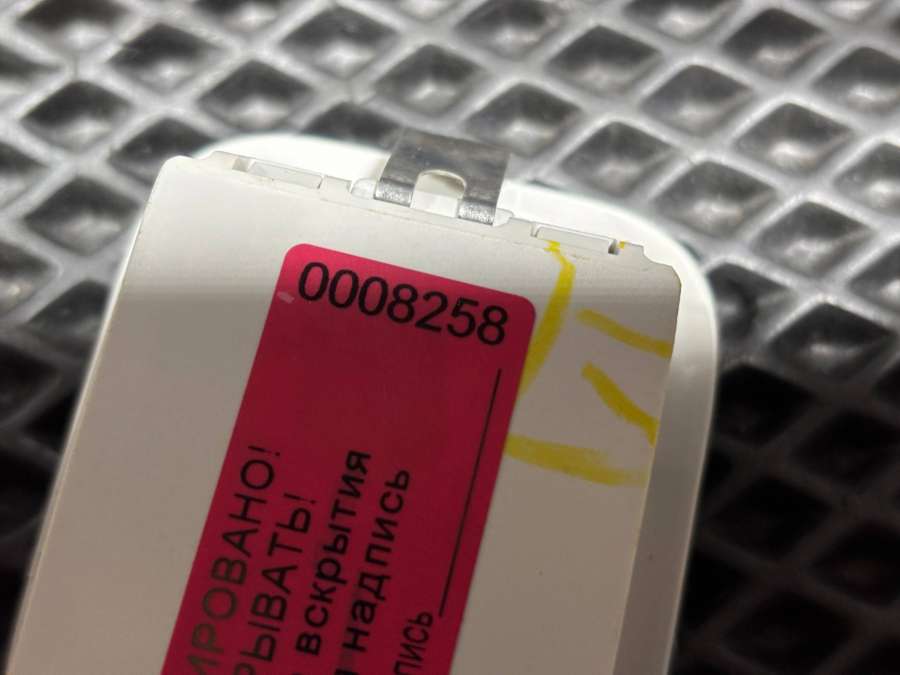 0008258
ИРОВАНО!
РЫВАТЬ!
вскрытия
надпись
ПИСЬ